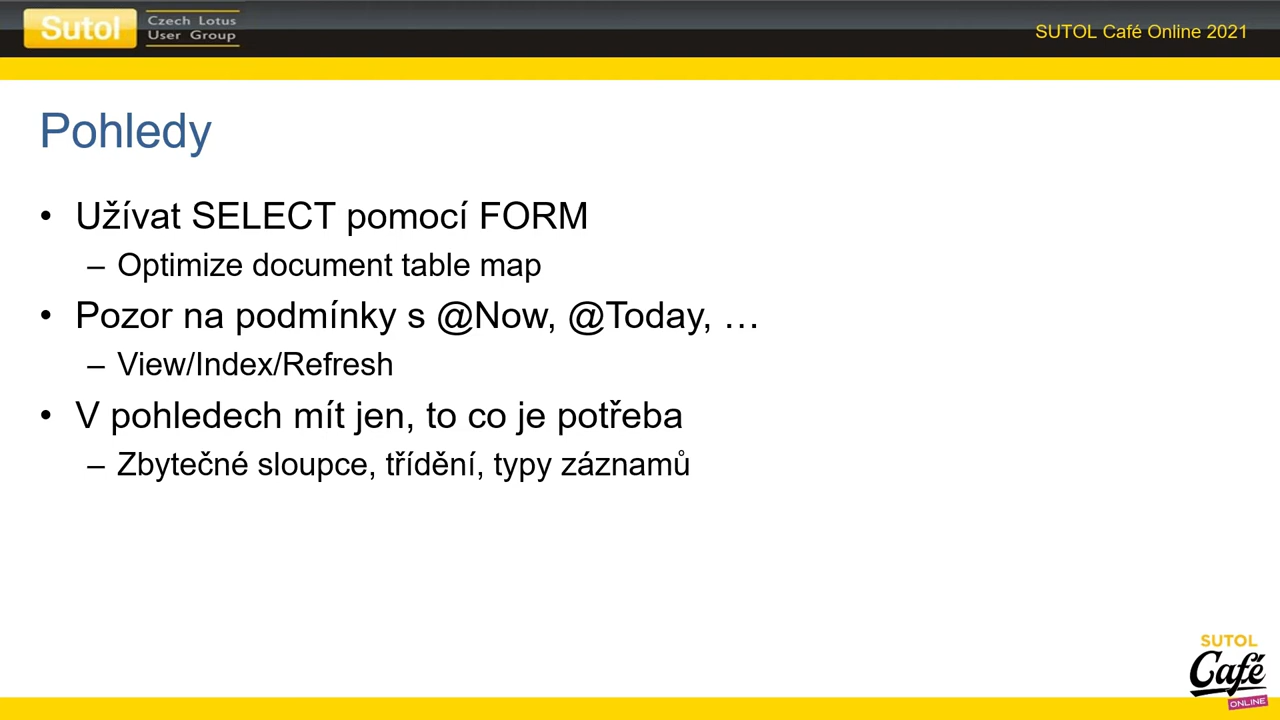 Sutol
Czech Lotus
User Group
SUTOL Café Online 2021
Pohledy
• Užívat SELECT pomocí FORM
– Optimize document table map
• Pozor na podmínky s @Now, @Today, …
– View/Index/Refresh
• V pohledech mít jen, to co je potřeba
– Zbytečné sloupce, třídění, typy záznamů
SUTOL
Café
ONLINE